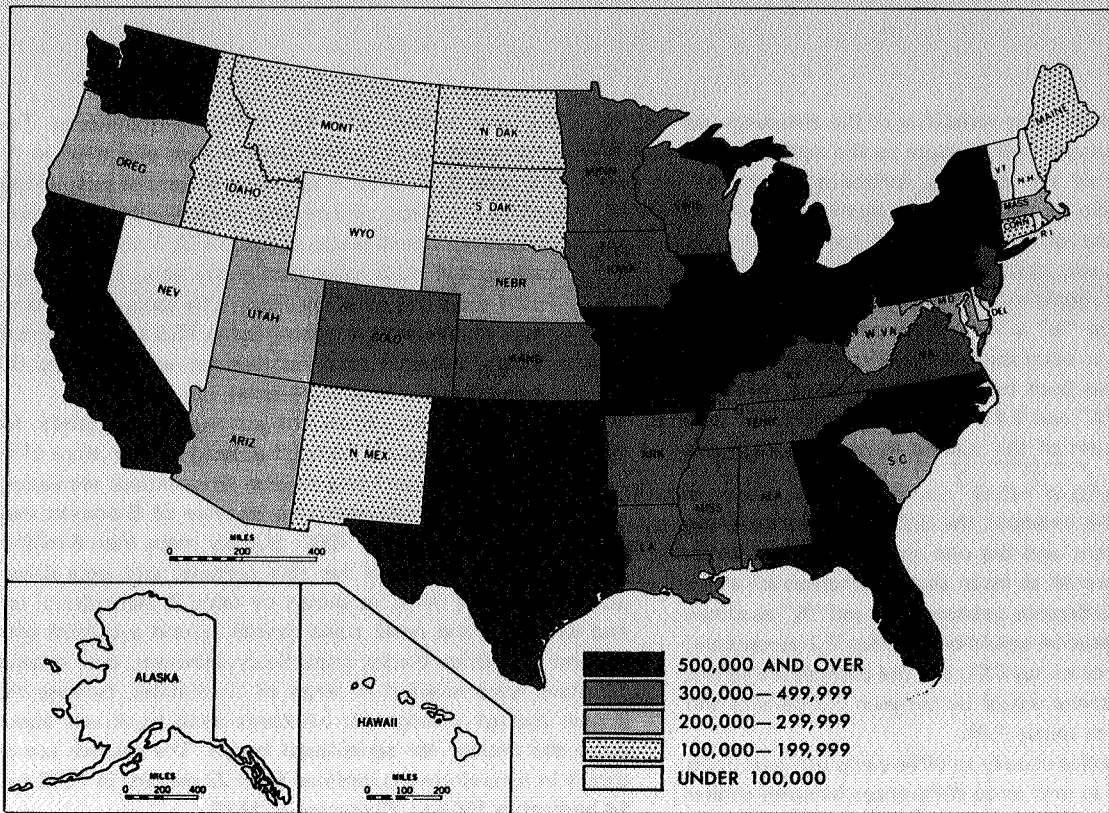 MONT
N DAK
MINN
MAINE
VT
N.H.
OREG
IDAHO
S DAK
WIS
MASS
CONN
R I
WYO
IOWA
NEV
NEBR
UTAH
COLO
KANS
MD
DEL
W VA
VA
KY
ARIZ
N MEX
ARK
TENN
S C
MISS
ALA
LA
MILES
0 200 400
ALASKA
MILES
0 200 400
HAWAII
MILES
0 100 200
500,000 AND OVER
300,000—499,999
200,000—299,999
100,000—199,999
UNDER 100,000